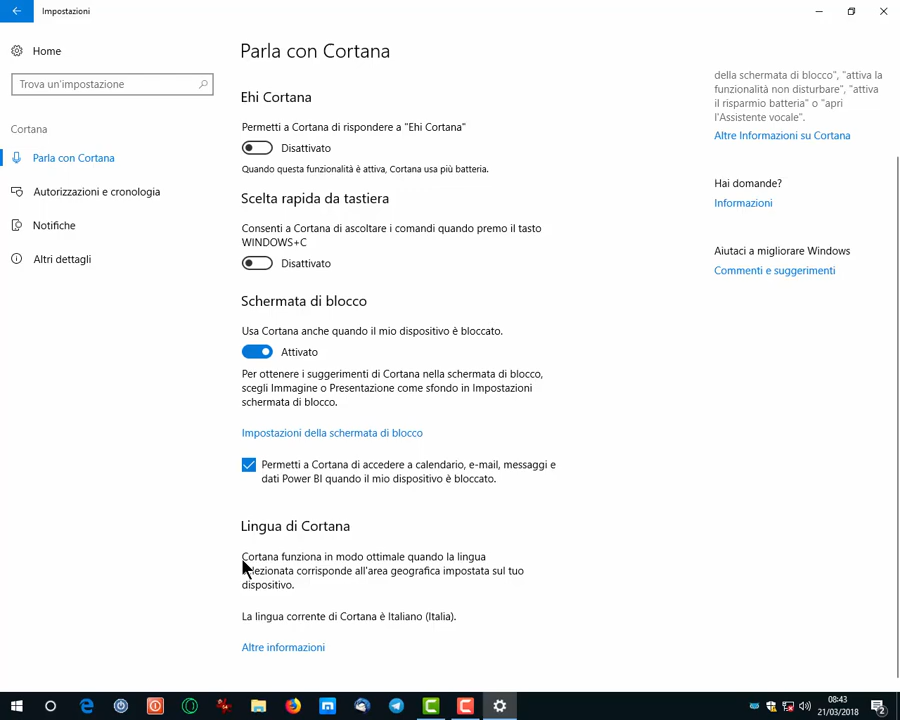 Impostazioni
Home
Trova un'impostazione
Cortana
Parla con Cortana
Autorizzazioni e cronologia
Notifiche
Altri dettagli
Parla con Cortana
Ehi Cortana
Permetti a Cortana di rispondere a "Ehi Cortana"
Disattivato
Quando questa funzionalità è attiva, Cortana usa più batteria.
Scelta rapida da tastiera
Consenti a Cortana di ascoltare i comandi quando premo il tasto
WINDOWS+C
Disattivato
Schermata di blocco
Usa Cortana anche quando il mio dispositivo è bloccato.
Attivato
Per ottenere i suggerimenti di Cortana nella schermata di blocco,
scegli Immagine o Presentazione come sfondo in Impostazioni
schermata di blocco.
Impostazioni della schermata di blocco
Permetti a Cortana di accedere a calendario, e-mail, messaggi e
dati Power BI quando il mio dispositivo è bloccato.
Lingua di Cortana
Cortana funziona in modo ottimale quando la lingua
selezionata corrisponde all'area geografica impostata sul tuo
dispositivo.
La lingua corrente di Cortana è Italiano (Italia).
Altre informazioni
della schermata di blocco", "attiva la
funzionalità non disturbare", "attiva
il risparmio batteria" o "apri
l'Assistente vocale".
Altre Informazioni su Cortana
Hai domande?
Informazioni
Aiutaci a migliorare Windows
Commenti e suggerimenti
08:43
21/03/2018
2